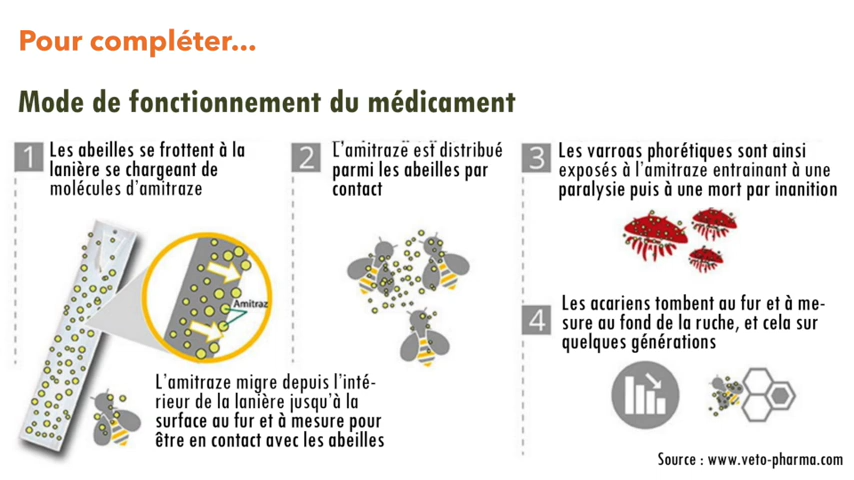 Pour compléter...
Mode de fonctionnement du médicament
1
Les abeilles se frottent à la
lanière se chargeant de
molécules d'amitraze
2
L'amitraze est distribué
parmi les abeilles par
contact
3
Les varroas phorétiques sont ainsi
exposés à l'amitraze entrainant à une
paralysie puis à une mort par inanition
Amitraz
L'amitraze migre depuis l'inté-
rieur de la lanière jusqu'à la
surface au fur et à mesure pour
être en contact avec les abeilles
4
Les acariens tombent au fur et à me-
sure au fond de la ruche, et cela sur
quelques générations
Source : www.veto-pharma.com